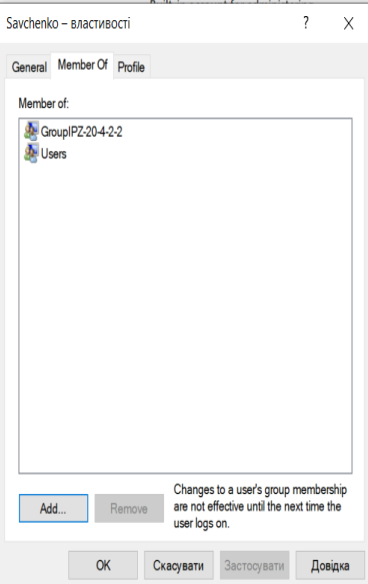 Savchenko – властивості
?
X
General
Member Of
Profile
Member of:
GroupIPZ-20-4-2-2
Users
Add...
Remove
Changes to a user's group membership
are not effective until the next time the
user logs on.
OK
Скасувати
Застосувати
Довідка